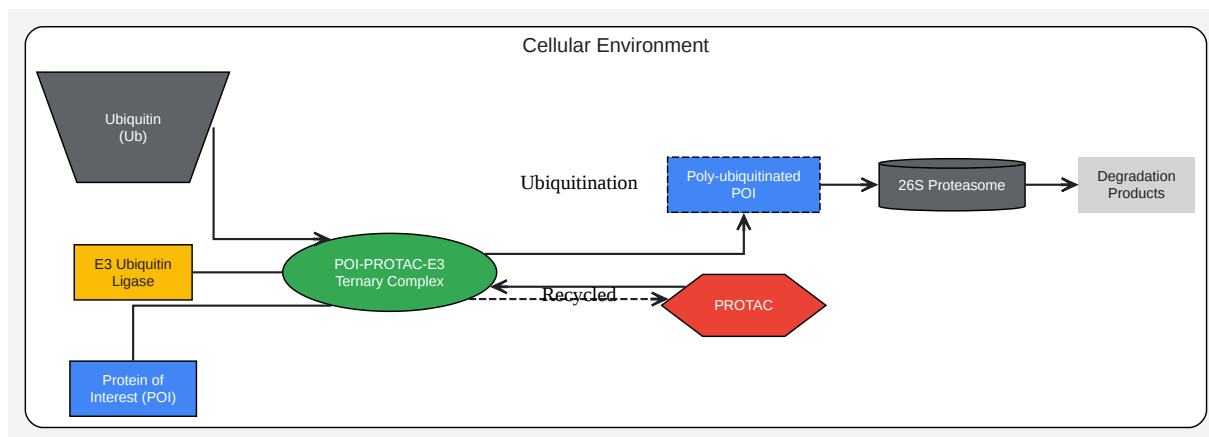 Cellular Environment
Ubiquitin
(Ub)
Ubiquitination
Poly-ubiquitinated
POI
26S Proteasome
Degradation
Products
E3 Ubiquitin
Ligase
POI-PROTAC-E3
Ternary Complex
Recycled
PROTAC
Protein of
Interest (POI)